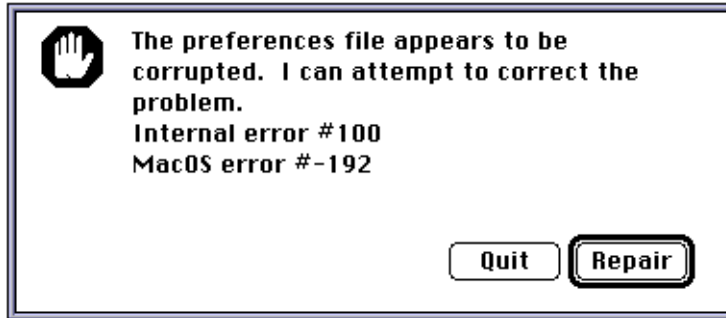 The preferences file appears to be
corrupted.  I can attempt to correct the
problem.
Internal error #100
MacOS error #-192
Quit
Repair